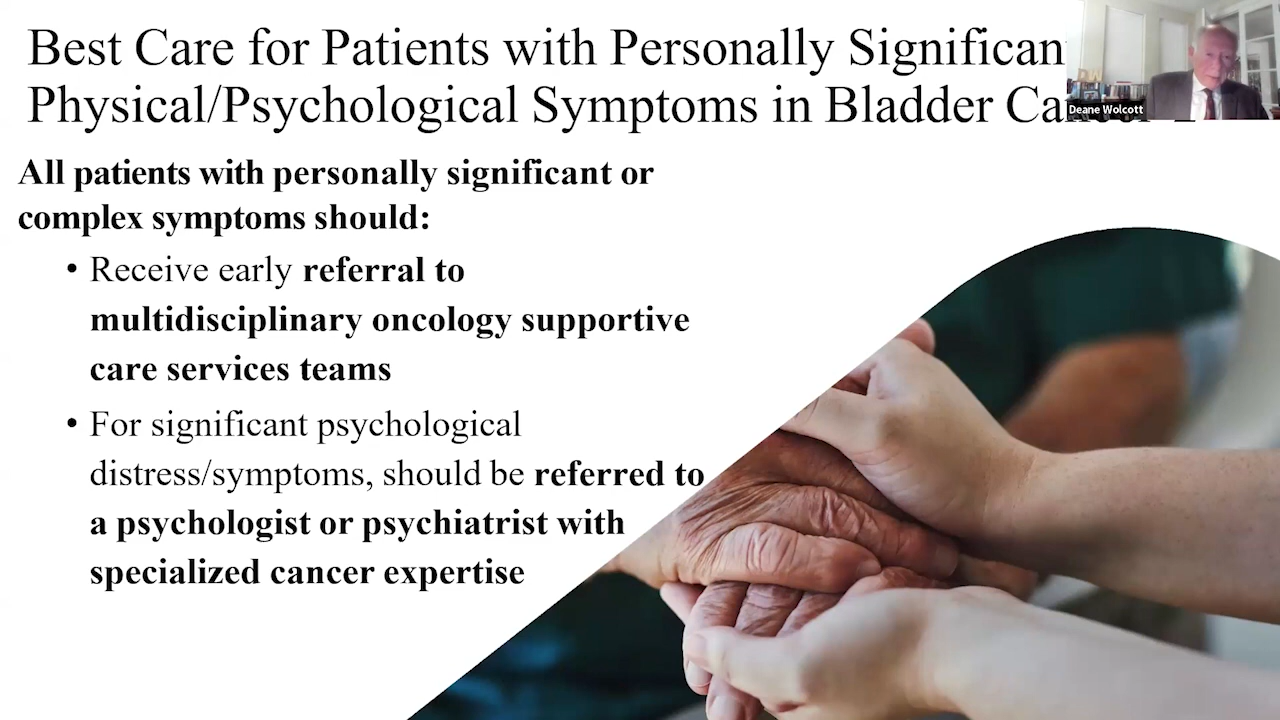 Best Care for Patients with Personally Significan
Physical/Psychological Symptoms in Bladder
Deane Wolcott
All patients with personally significant or
complex symptoms should:
• Receive early referral to
multidisciplinary oncology supportive
care services teams
• For significant psychological
distress/symptoms, should be referred to
a psychologist or psychiatrist with
specialized cancer expertise